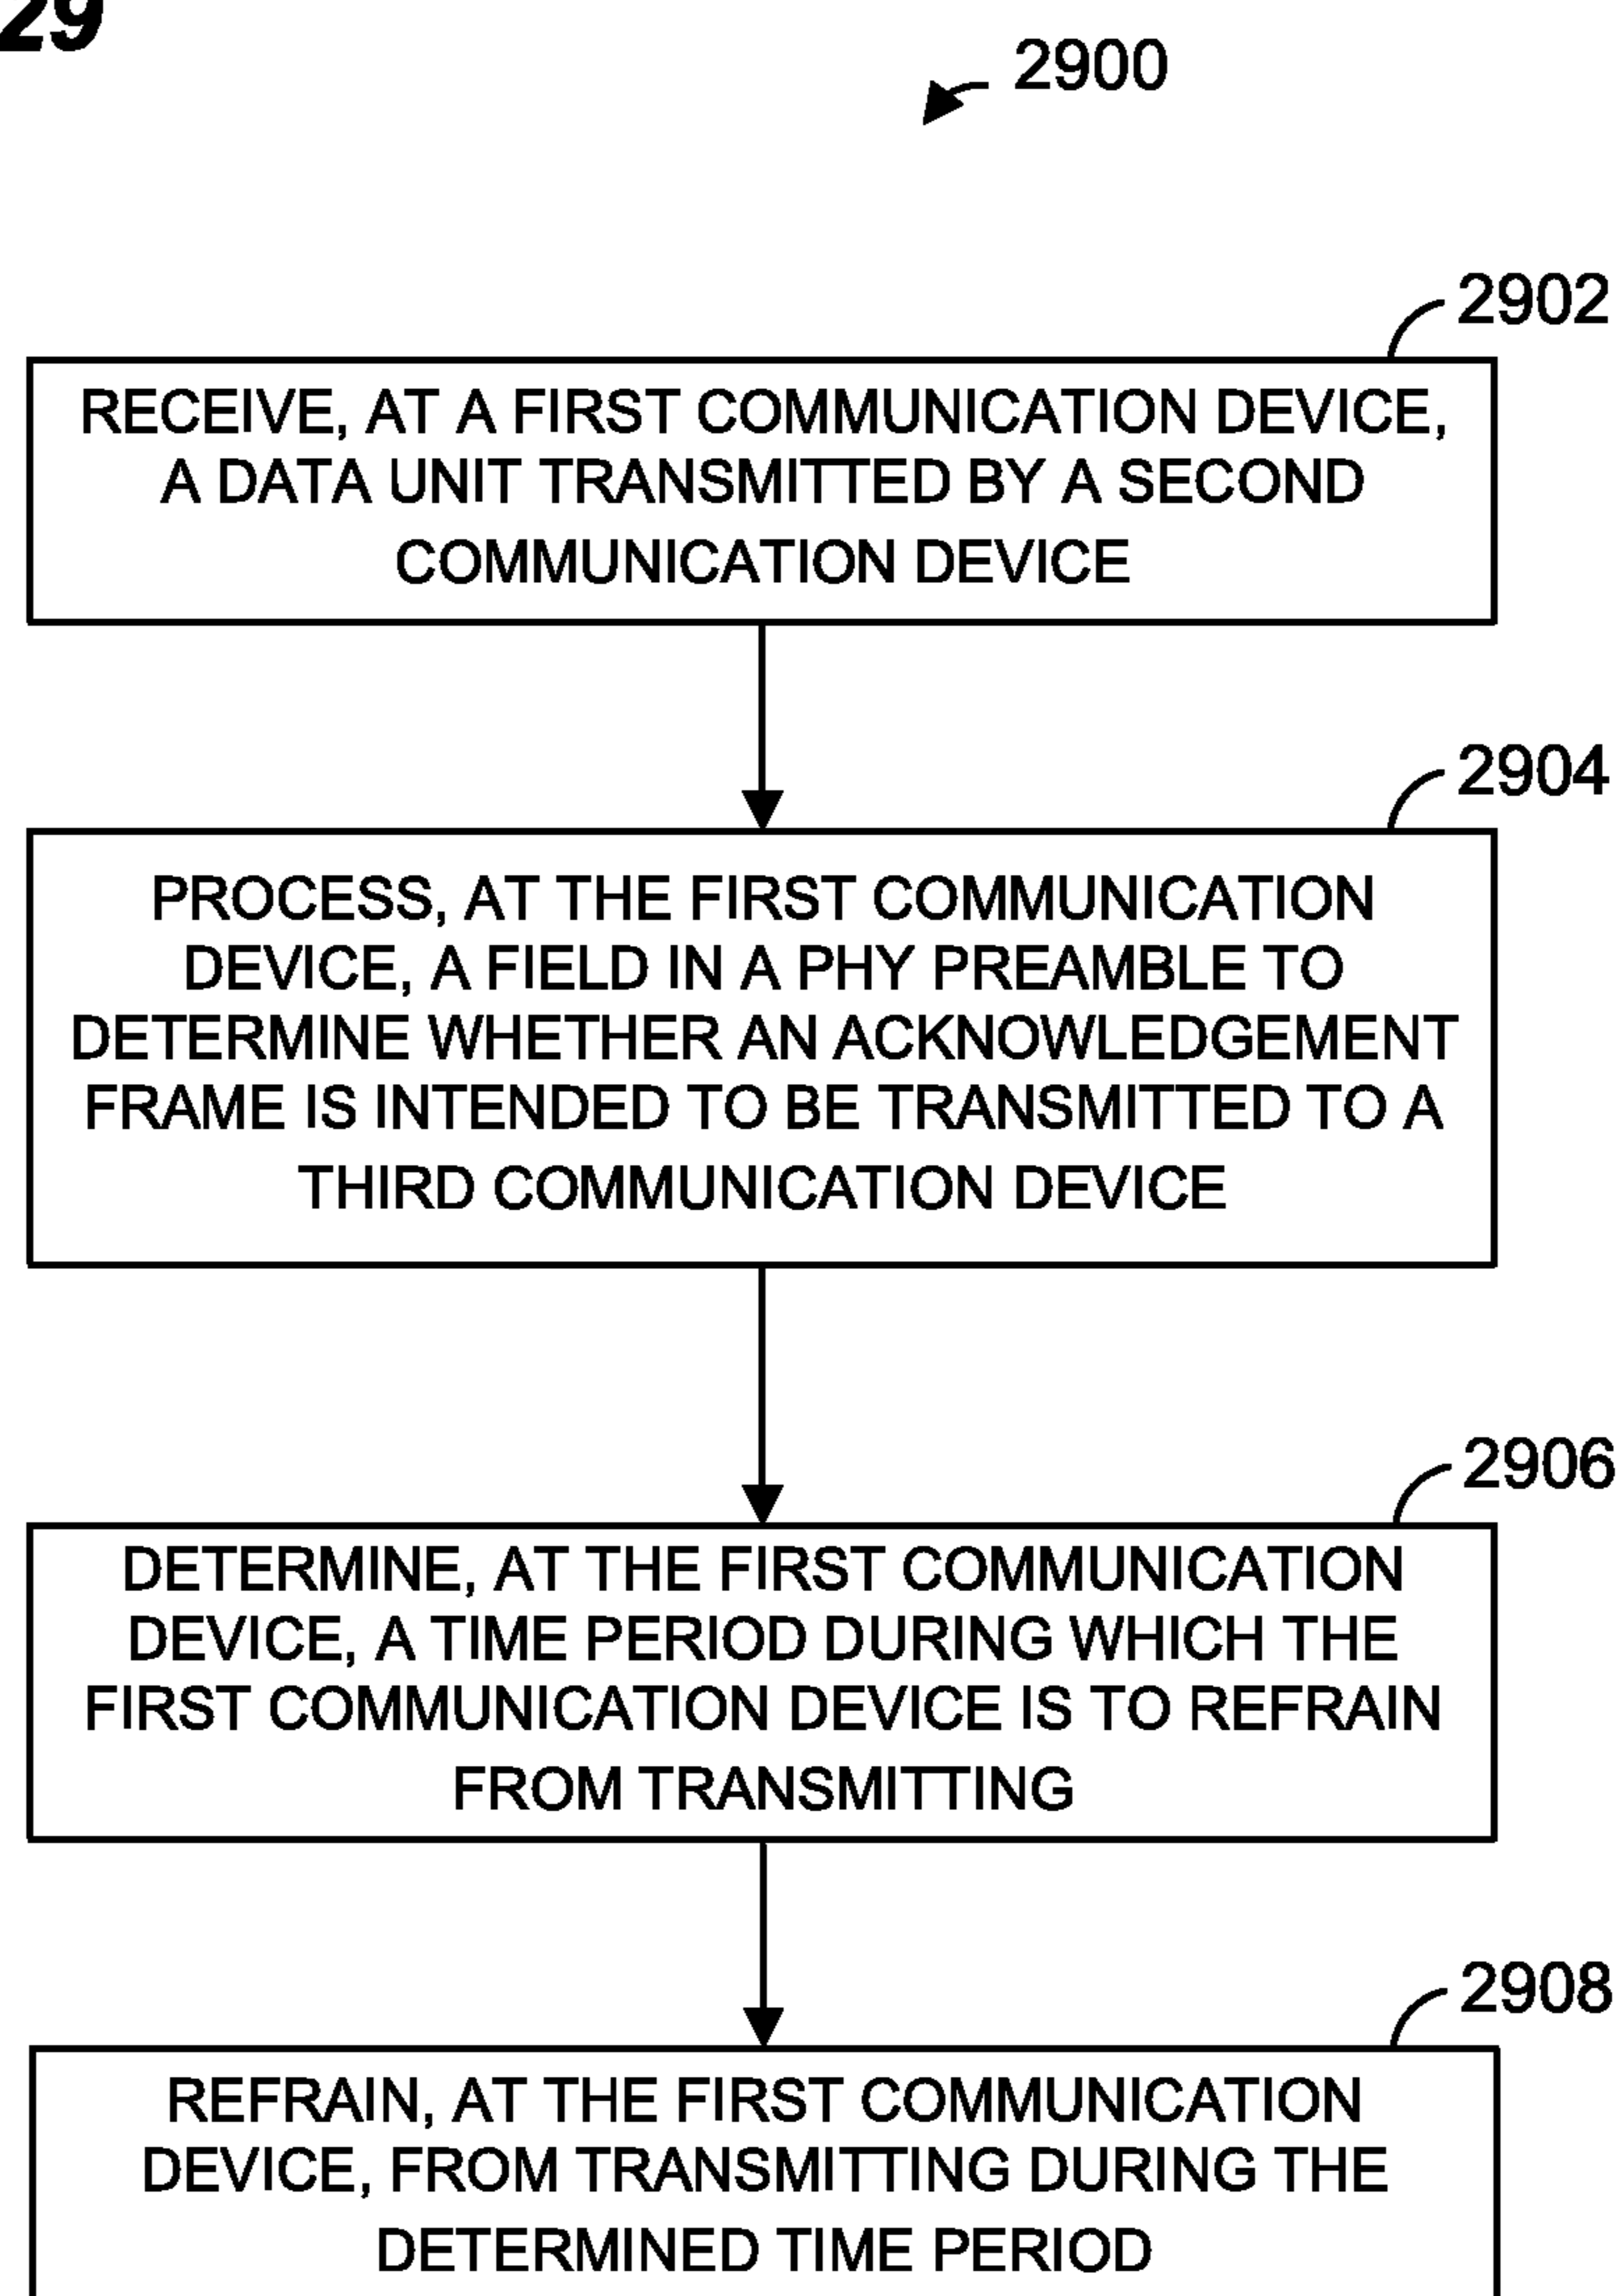 29
2900
2902
RECEIVE, AT A FIRST COMMUNICATION DEVICE,
A DATA UNIT TRANSMITTED BY A SECOND
COMMUNICATION DEVICE
2904
PROCESS, AT THE FIRST COMMUNICATION
DEVICE, A FIELD IN A PHY PREAMBLE TO
DETERMINE WHETHER AN ACKNOWLEDGEMENT
FRAME IS INTENDED TO BE TRANSMITTED TO A
THIRD COMMUNICATION DEVICE
2906
DETERMINE, AT THE FIRST COMMUNICATION
DEVICE, A TIME PERIOD DURING WHICH THE
FIRST COMMUNICATION DEVICE IS TO REFRAIN
FROM TRANSMITTING
2908
REFRAIN, AT THE FIRST COMMUNICATION
DEVICE, FROM TRANSMITTING DURING THE
DETERMINED TIME PERIOD